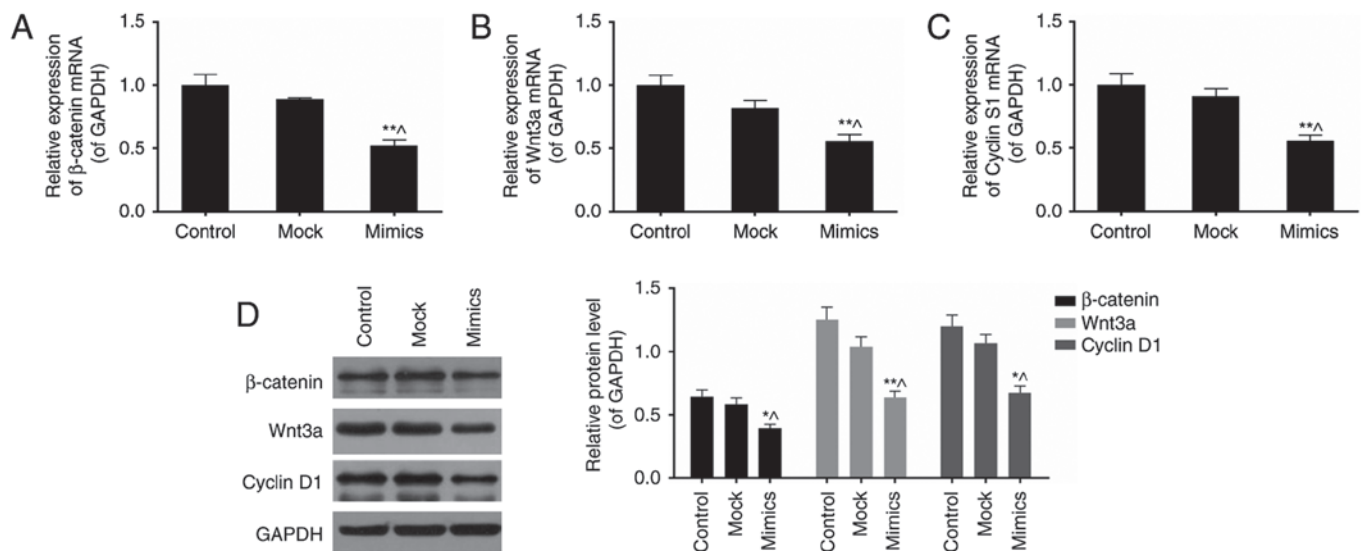 A
Relative expression
of β-catenin mRNA
(of GAPDH)
1.5
1.0
0.5
0.0
**^
Control Mock Mimics
B
Relative expression
of Wnt3a mRNA
(of GAPDH)
1.5
1.0
0.5
0.0
**^
Control Mock Mimics
C
Relative expression
of Cyclin S1 mRNA
(of GAPDH)
1.5
1.0
0.5
0.0
**^
Control Mock Mimics
D
Control Mock Mimics
β-catenin
Wnt3a
Cyclin D1
GAPDH
Relative protein level
(of GAPDH)
1.5
1.0
0.5
0.0
*^ **^ *^
Control Mock Mimics Control Mock Mimics Control Mock Mimics
β-catenin
Wnt3a
Cyclin D1